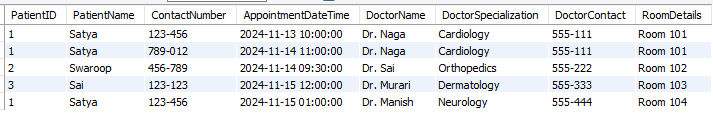 PatientID PatientName ContactNumber AppointmentDateTime DoctorName DoctorSpecialization DoctorContact RoomDetails
1 Satya 123-456 2024-11-13 10:00:00 Dr. Naga Cardiology 555-111 Room 101
1 Satya 789-012 2024-11-14 11:00:00 Dr. Naga Cardiology 555-111 Room 101
2 Swaroop 456-789 2024-11-14 09:30:00 Dr. Sai Orthopedics 555-222 Room 102
3 Sai 123-123 2024-11-15 12:00:00 Dr. Murari Dermatology 555-333 Room 103
1 Satya 123-456 2024-11-15 01:00:00 Dr. Manish Neurology 555-444 Room 104